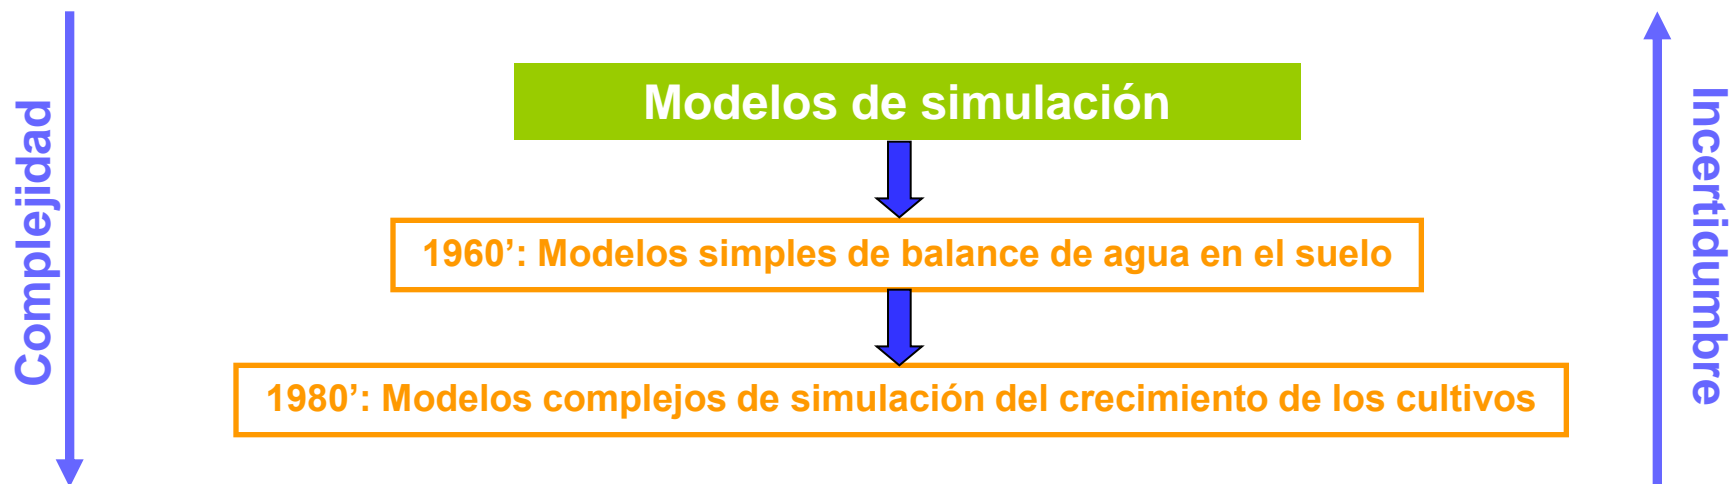 Complejidad
Modelos de simulación
1960’: Modelos simples de balance de agua en el suelo
1980’: Modelos complejos de simulación del crecimiento de los cultivos
Incertidumbre